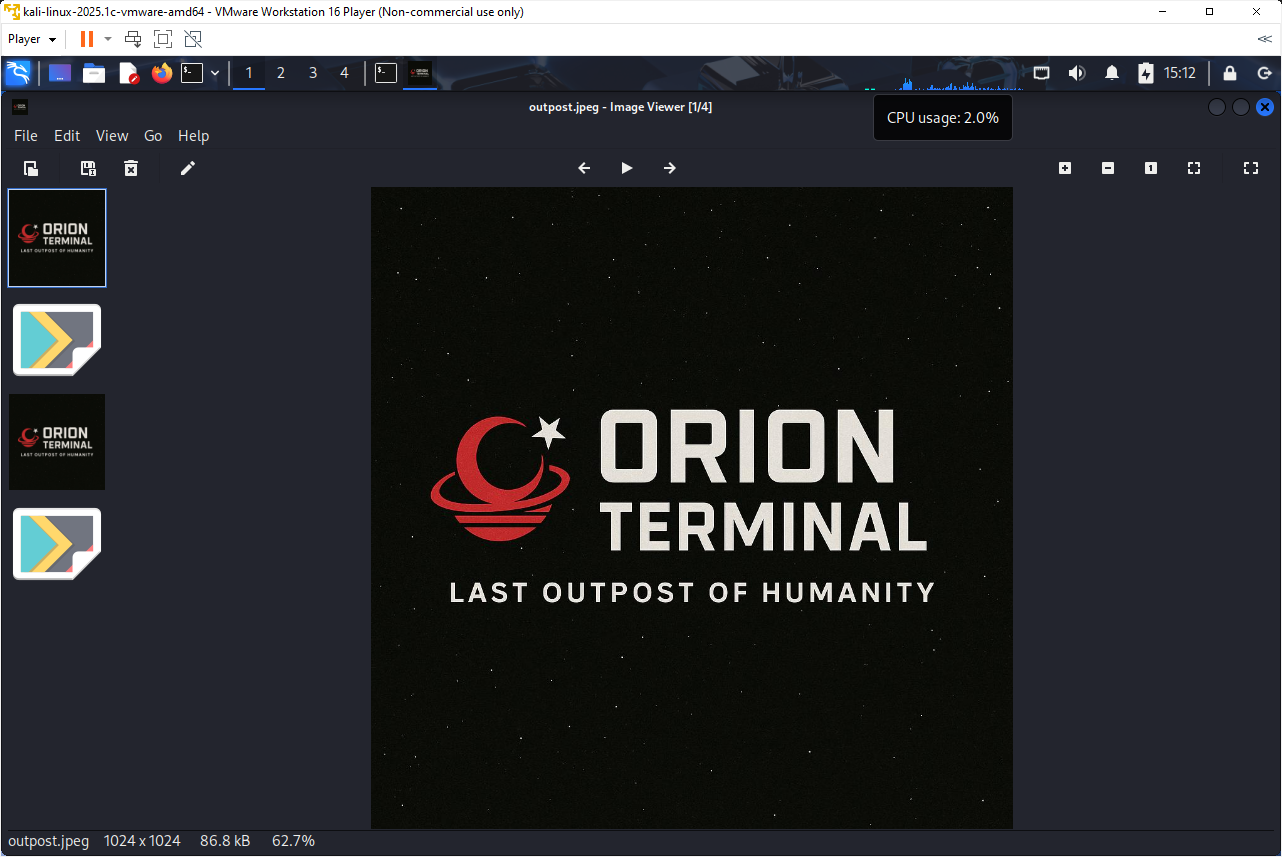 kali-linux-2025.1c-vmware-amd64 - VMware Workstation 16 Player (Non-commercial use only)
Player
1 2 3 4
15:12
outpost.jpeg - Image Viewer [1/4]
CPU usage: 2.0%
File Edit View Go Help
1
ORION
TERMINAL
LAST OUTPOST OF HUMANITY
ORION
TERMINAL
LAST OUTPOST OF HUMANITY
ORION
TERMINAL
LAST OUTPOST OF HUMANITY
outpost.jpeg 1024 x 1024 86.8 kB 62.7%